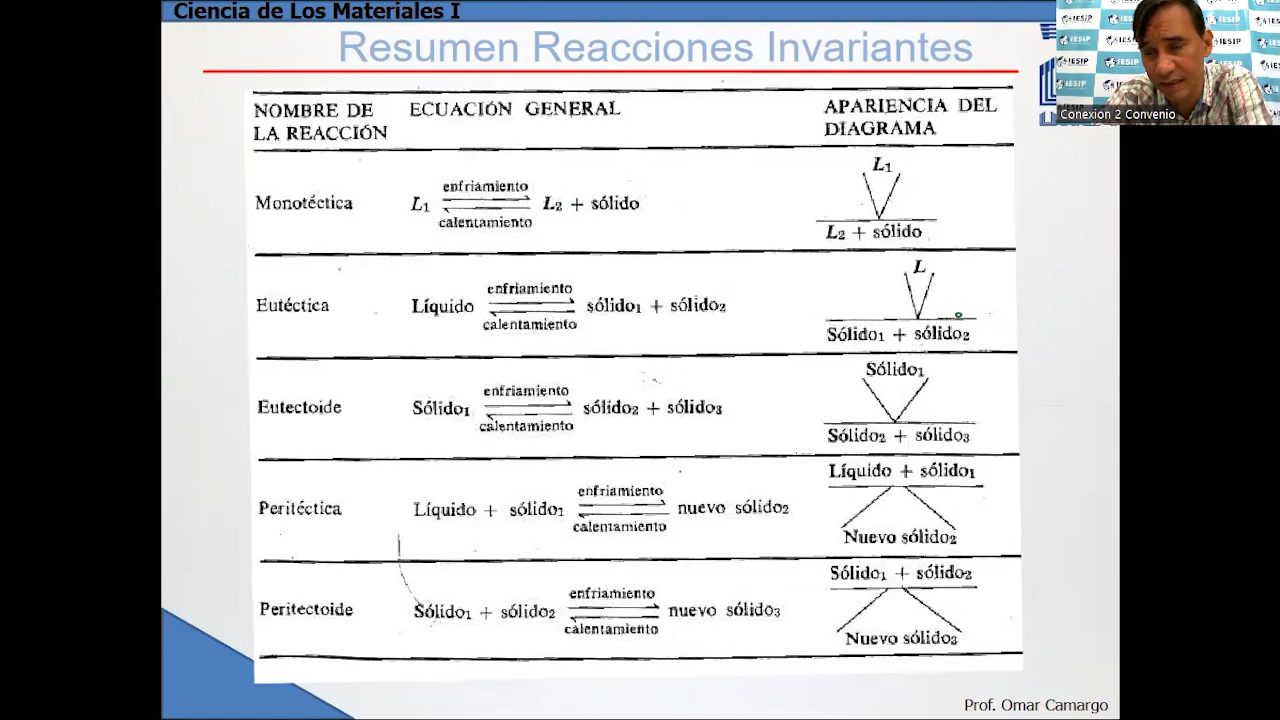 Ciencia de Los Materiales I
Resumen Reacciones Invariantes
IESIP
Conexion 2 Convenio
NOMBRE DE LA REACCIÓN
ECUACIÓN GENERAL
APARIENCIA DEL DIAGRAMA
Monotéctica
L1 enfriamiento calentamiento L2 + sólido
L1
L2 + sólido
Eutéctica
Líquido enfriamiento calentamiento sólido1 + sólido2
L
Sólido1 + sólido2
Eutectoide
Sólido1 enfriamiento calentamiento sólido2 + sólido3
Sólido1
Sólido2 + sólido3
Peritéctica
Líquido + sólido1 enfriamiento calentamiento nuevo sólido2
Líquido + sólido1
Nuevo sólido2
Peritectoide
Sólido1 + sólido2 enfriamiento calentamiento nuevo sólido3
Sólido1 + sólido2
Nuevo sólido3
Prof. Omar Camargo